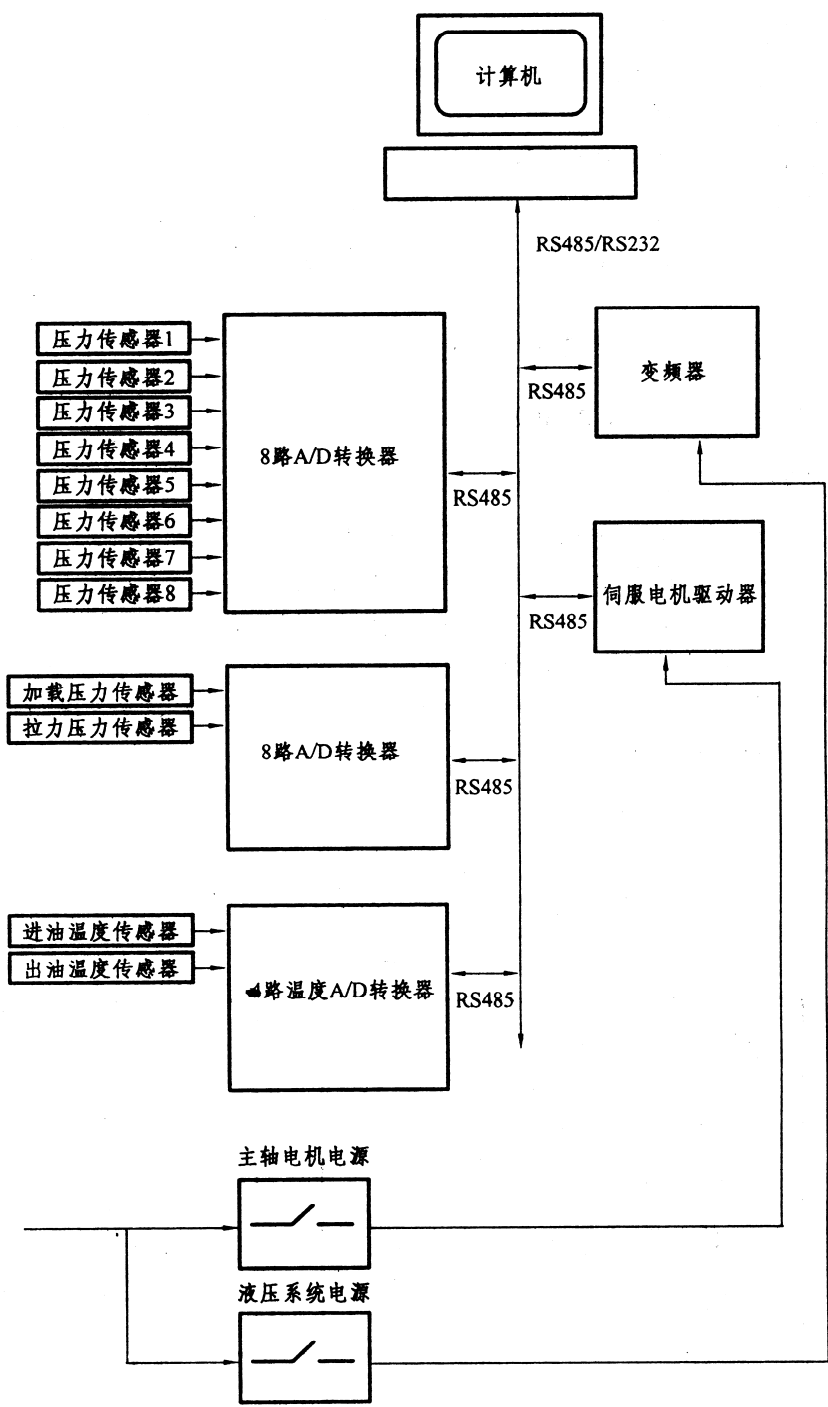 计算机
RS485/RS232
压力传感器1
压力传感器2
压力传感器3
压力传感器4
压力传感器5
压力传感器6
压力传感器7
压力传感器8
8路A/D转换器
RS485
变频器
RS485
伺服电机驱动器
RS485
加载压力传感器
拉力压力传感器
8路A/D转换器
RS485
进油温度传感器
出油温度传感器
4路温度A/D转换器
RS485
主轴电机电源
液压系统电源